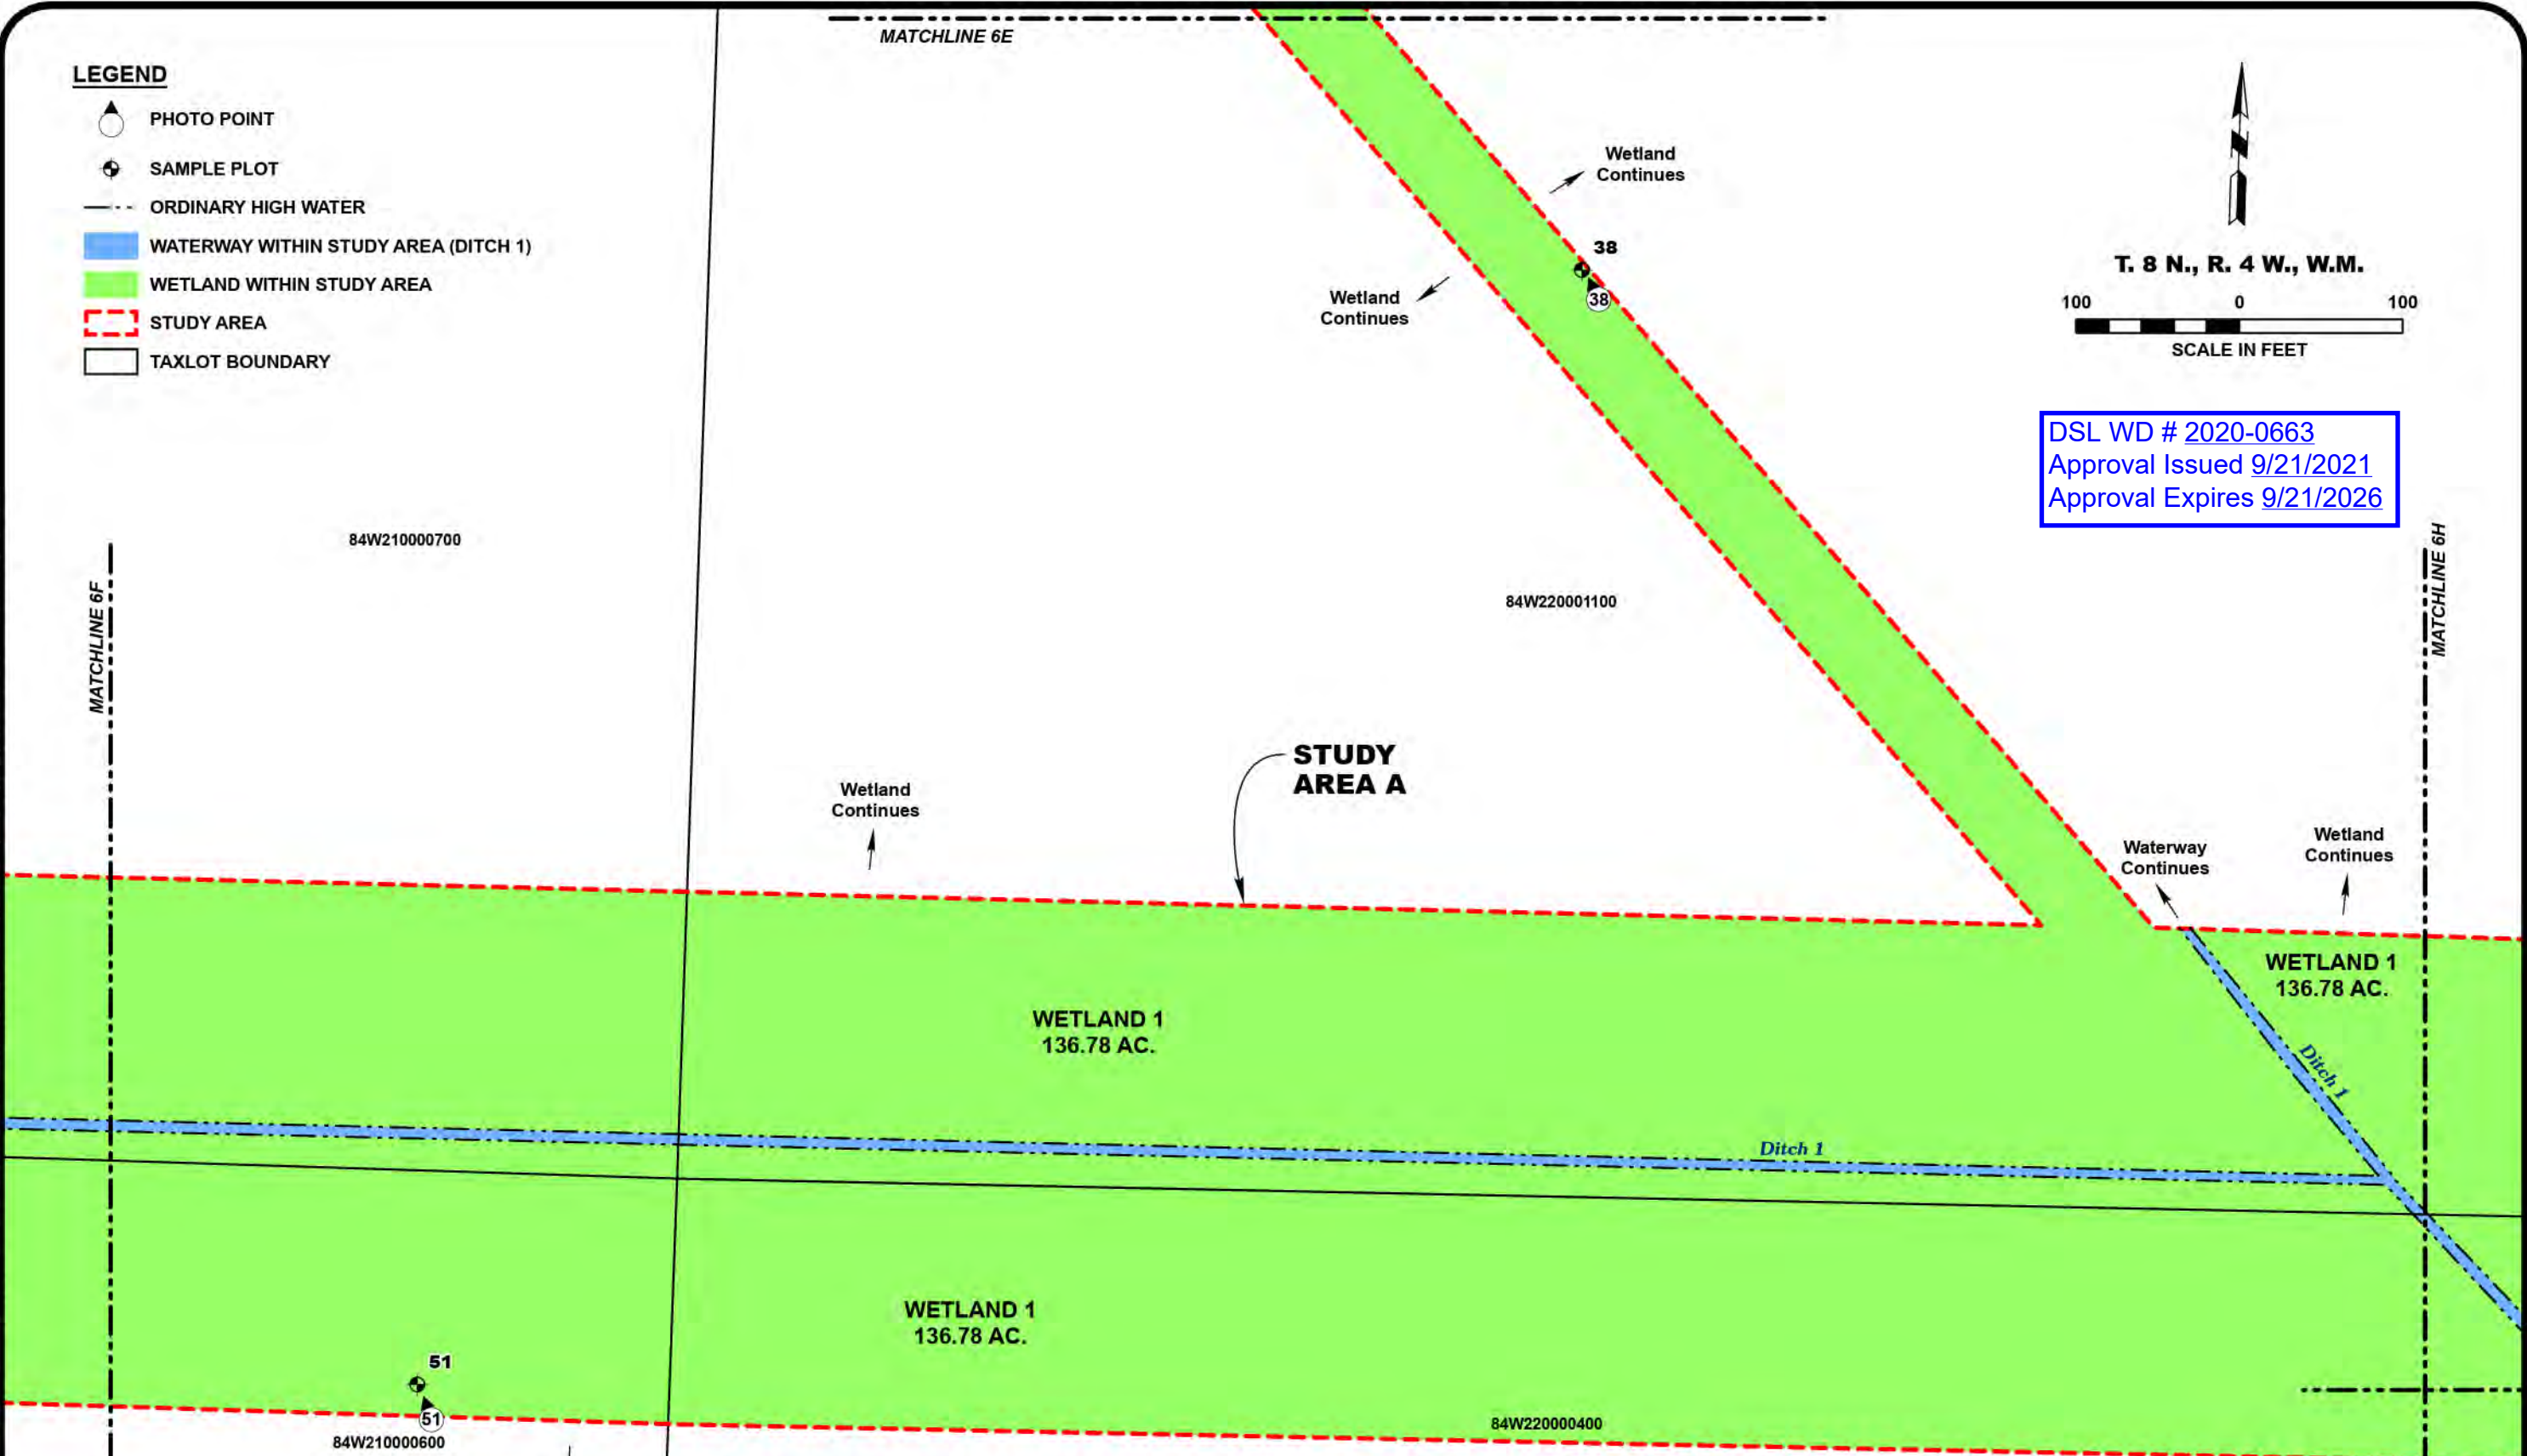 MATCHLINE 6E
LEGEND
PHOTO POINT
SAMPLE PLOT
ORDINARY HIGH WATER
WATERWAY WITHIN STUDY AREA (DITCH 1)
WETLAND WITHIN STUDY AREA
STUDY AREA
TAXLOT BOUNDARY
Wetland
Continues
38
38
Wetland
Continues
T. 8 N., R. 4 W., W.M.
100 0 100
SCALE IN FEET
DSL WD # 2020-0663
Approval Issued 9/21/2021
Approval Expires 9/21/2026
84W210000700
MATCHLINE 6F
84W220001100
MATCHLINE 6H
STUDY
AREA A
Wetland
Continues
Waterway
Continues
Wetland
Continues
WETLAND 1
136.78 AC.
WETLAND 1
136.78 AC.
Ditch 1
Ditch 1
WETLAND 1
136.78 AC.
51
51
84W210000600
84W220000400